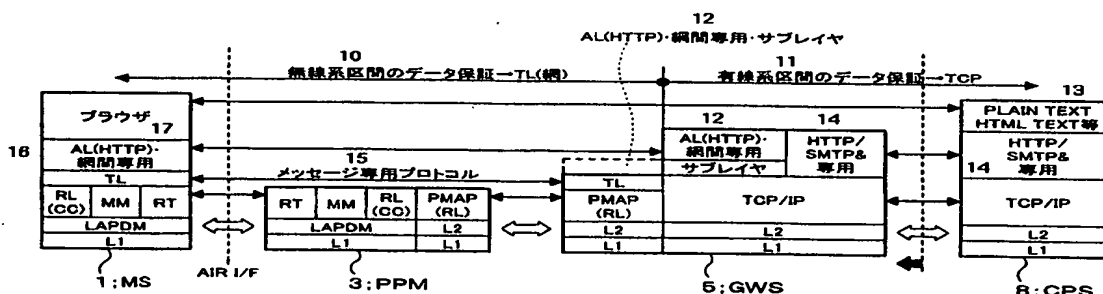 12
AL(HTTP)・網間専用・サブレイヤ
10
無線系区間のデータ保証→TL(網)
11
有線系区間のデータ保証→TCP
13
ブラウザ
17
16
AL(HTTP)・
網間専用
TL
RL
(CC)
MM
RT
LAPDM
L1
1;MS
AIR I/F
15
メッセージ専用プロトコル
RT
MM
RL
(CC)
PMAP
(RL)
LAPDM
L2
L1
L1
3;PPM
12
14
AL(HTTP)・
網間専用
サブレイヤ
HTTP/
SMTP&
専用
TL
PMAP
(RL)
TCP/IP
L2
L2
L1
L1
5;GWS
PLAIN TEXT
HTML TEXT等
HTTP/
SMTP&
専用
14
TCP/IP
L2
L1
8;CPS